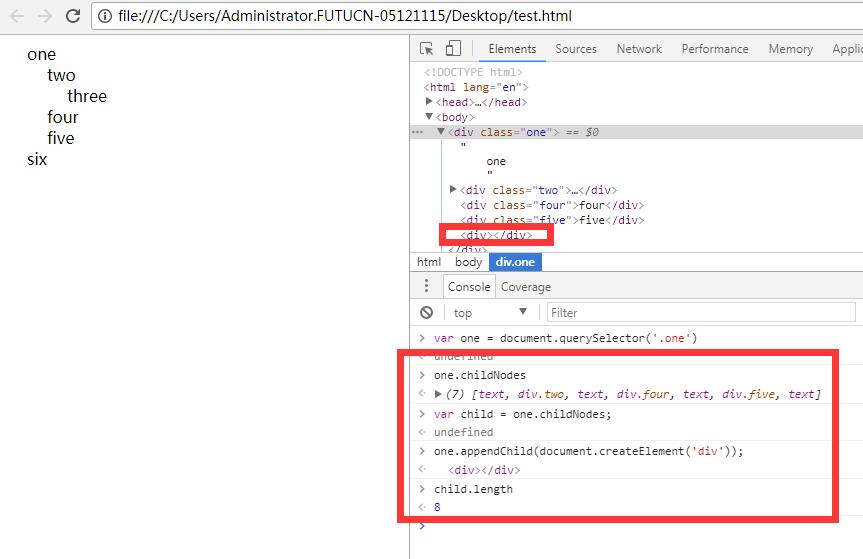 file:///C:/Users/Administrator.FUTUCN-05121115/Desktop/test.html
one
two
three
four
five
six
Elements Sources Network Performance Memory Applic
<!DOCTYPE html>
<html lang="en">
▶<head>…</head>
▼<body>
··· ▼<div class="one"> == $0
"
one
"
▶<div class="two">…</div>
<div class="four">four</div>
<div class="five">five</div>
<div></div>
</div>
html body div.one
Console Coverage
top ▼ Filter
> var one = document.querySelector('.one')
undefined
> one.childNodes
▶ (7) [text, div.two, text, div.four, text, div.five, text]
> var child = one.childNodes;
undefined
> one.appendChild(document.createElement('div'));
<div></div>
> child.length
8
>